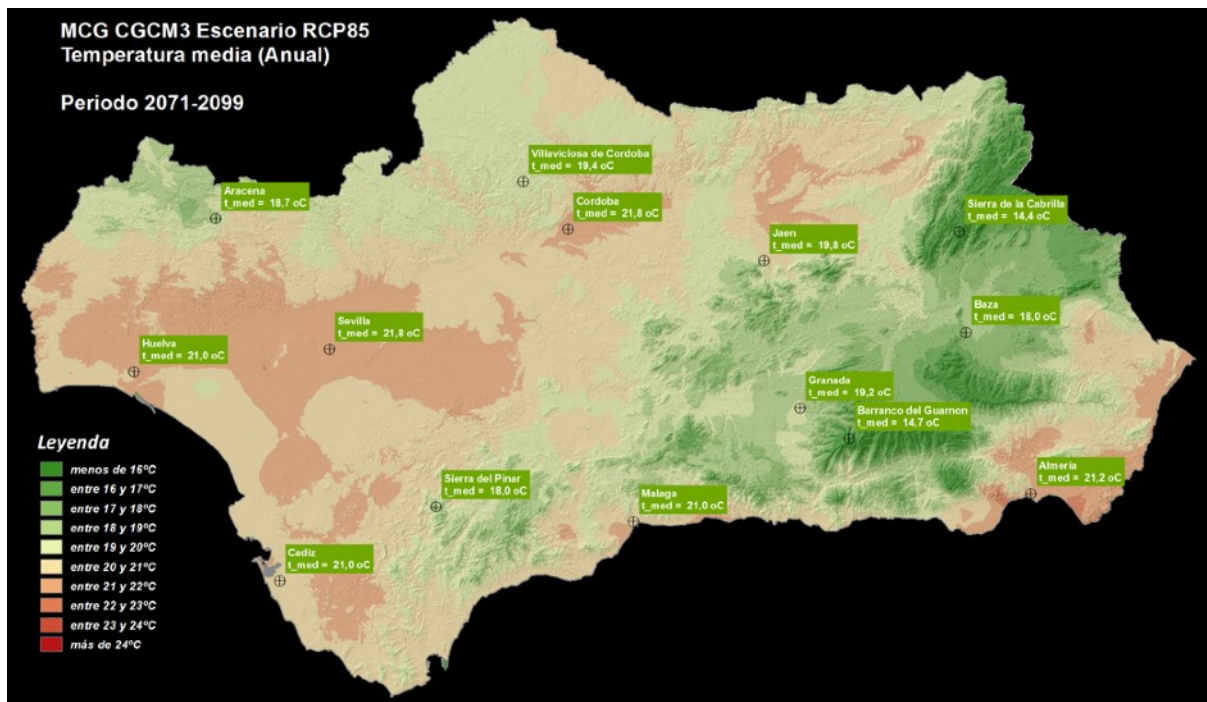 MCG CGCM3 Escenario RCP85
Temperatura media (Anual)
Periodo 2071-2099
Villaviciosa de Cordoba
t_med = 19,4 oC
Aracena
t_med = 18,7 oC
Cordoba
t_med = 21,8 oC
Sierra de la Cabrilla
t_med = 14,4 oC
Jaen
t_med = 19,8 oC
Baza
t_med = 18,0 oC
Sevilla
t_med = 21,8 oC
Huelva
t_med = 21,0 oC
Granada
t_med = 19,2 oC
Barranco del Guarnon
t_med = 14,7 oC
Sierra del Pinar
t_med = 18,0 oC
Almeria
t_med = 21,2 oC
Malaga
t_med = 21,0 oC
Cadiz
t_med = 21,0 oC
Leyenda
menos de 16ºC
entre 16 y 17ºC
entre 17 y 18ºC
entre 18 y 19ºC
entre 19 y 20ºC
entre 20 y 21ºC
entre 21 y 22ºC
entre 22 y 23ºC
entre 23 y 24ºC
más de 24ºC